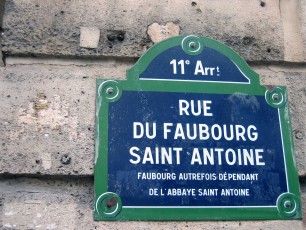 11e Arrt
RUE
DU FAUBOURG
SAINT ANTOINE
FAUBOURG AUTREFOIS DÉPENDANT
DE L'ABBAYE SAINT ANTOINE